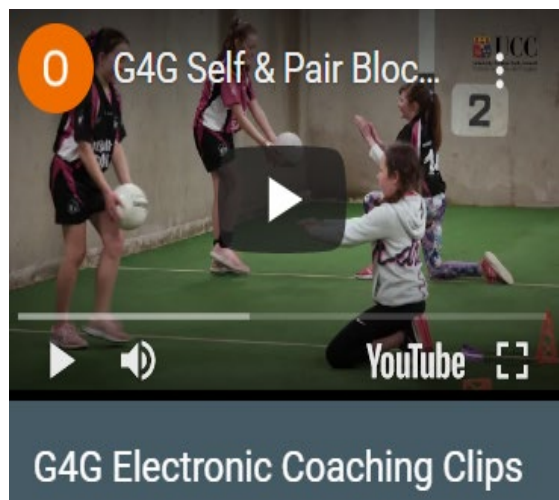 O G4G Self & Pair Bloc...
UCC
2
YouTube
G4G Electronic Coaching Clips